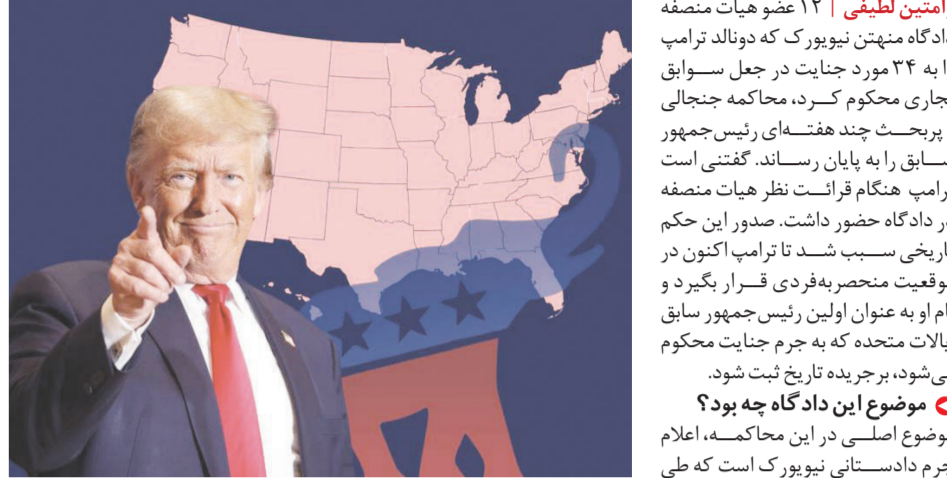 رامتین لطیفی | ۱۲ عضو هیات منصفه
دادگاه منهتن نیویورک که دونالد ترامپ
را به ۳۴ مورد جنایت در جعل سوابق
تجاری محکوم کرد، محاکمه جنجالی
پربحث چند هفته‌ای رئیس‌جمهور
سابق را به پایان رساند. گفتنی است
ترامپ هنگام قرائت نظر هیات منصفه
در دادگاه حضور داشت. صدور این حکم
تاریخی سبب شد تا ترامپ اکنون در
موقعیت منحصربه‌فردی قرار بگیرد و
نام او به عنوان اولین رئیس‌جمهور سابق
ایالات متحده که به جرم جنایت محکوم
می‌شود، بر جریده تاریخ ثبت شود.
موضوع این دادگاه چه بود؟
موضوع اصلی در این محاکمه، اعلام
جرم دادستانی نیویورک است که طی